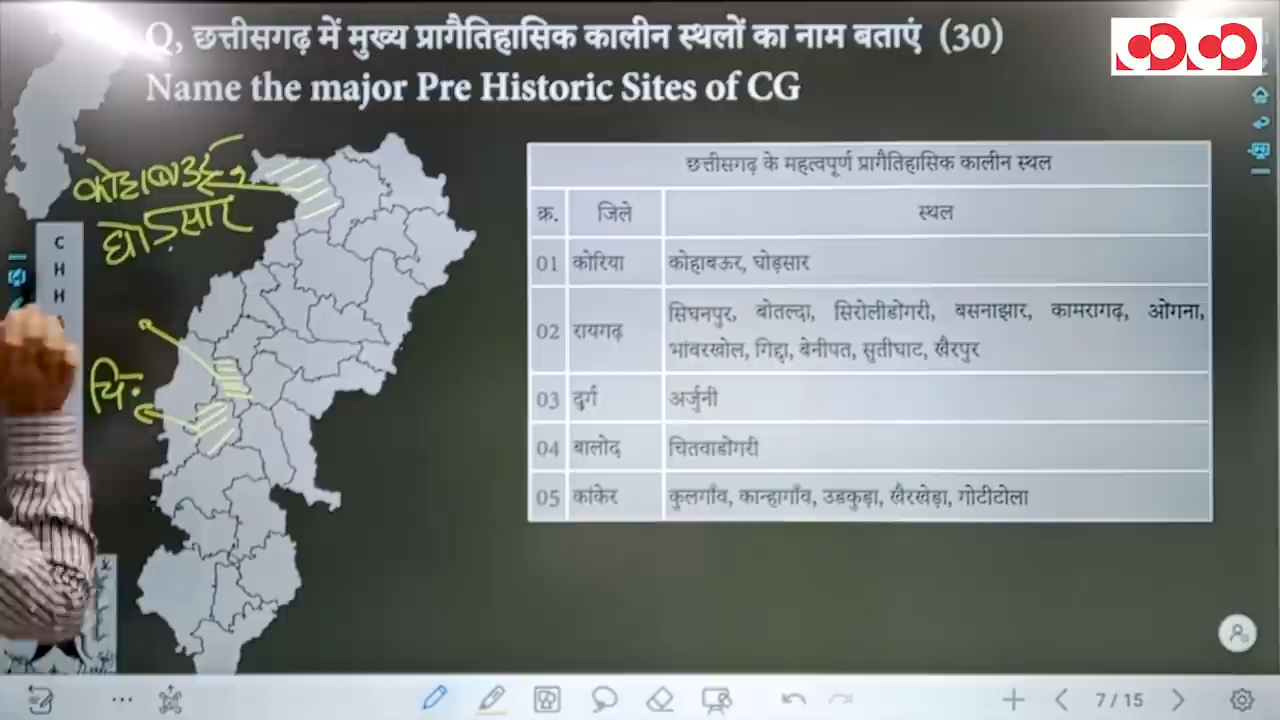 Q, छत्तीसगढ़ में मुख्य प्रागैतिहासिक कालीन स्थलों का नाम बताएं (30)
Name the major Pre Historic Sites of CG
कोहाबउर
घोड़सार
चि.
C
H
H
छत्तीसगढ़ के महत्वपूर्ण प्रागैतिहासिक कालीन स्थल
क्र. जिले स्थल
01 कोरिया कोहाबऊर, घोड़सार
02 रायगढ़ सिघनपुर, बोतल्दा, सिरोलीडोंगरी, बसनाझार, कामरागढ़, ओंगना,
भांवरखोल, गिद्दा, बेनीपत, सुतीघाट, खैरपुर
03 दुर्ग अर्जुनी
04 बालोद चितवाडोंगरी
05 कांकेर कुलगाँव, कान्हागाँव, उडकुड़ा, खैरखेड़ा, गोटीटोला
7 / 15